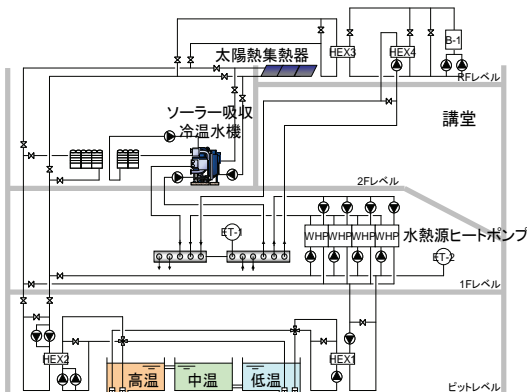 HEX3
HEX4
B-1
太陽熱集熱器
RFレベル
ソーラー吸収
冷温水機
講堂
2Fレベル
ET-1
WHP
WHP
WHP
WHP
水熱源ヒートポンプ
ET-2
1Fレベル
HEX2
HEX1
高温
中温
低温
ピットレベル